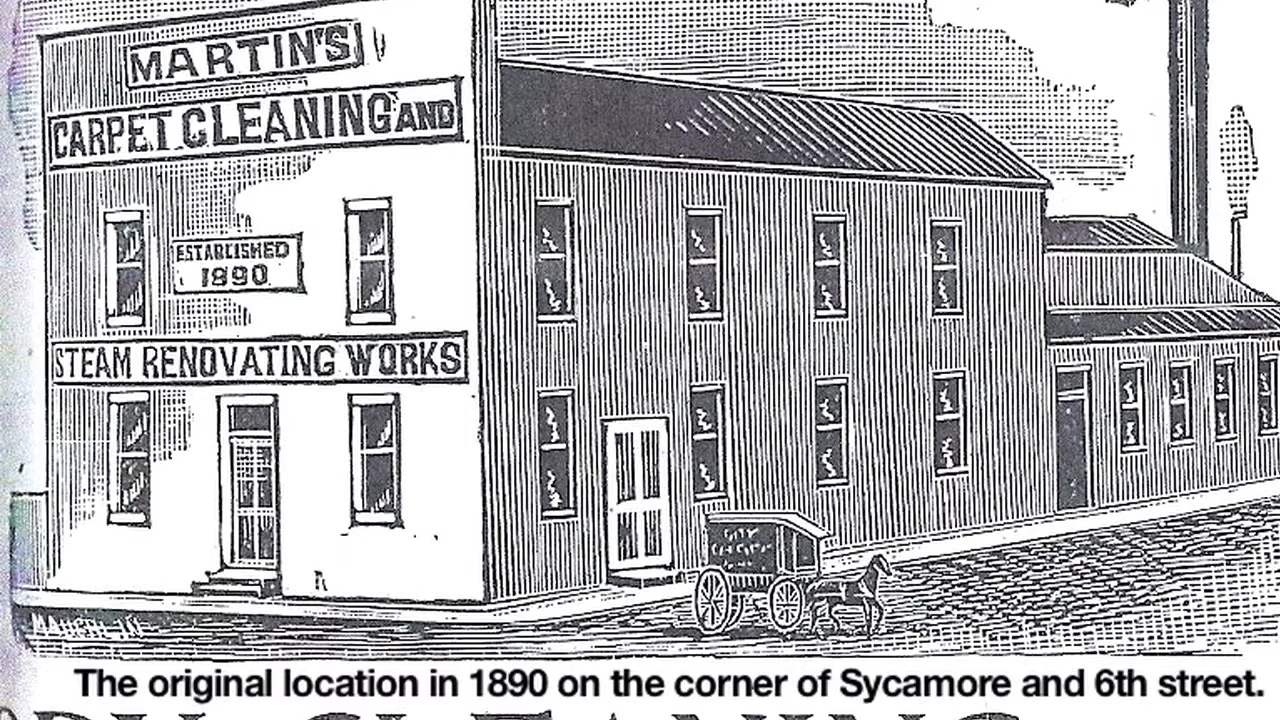 MARTIN'S
CARPET CLEANING AND
ESTABLISHED
1890
STEAM RENOVATING WORKS
The original location in 1890 on the corner of Sycamore and 6th street.
CLEANING